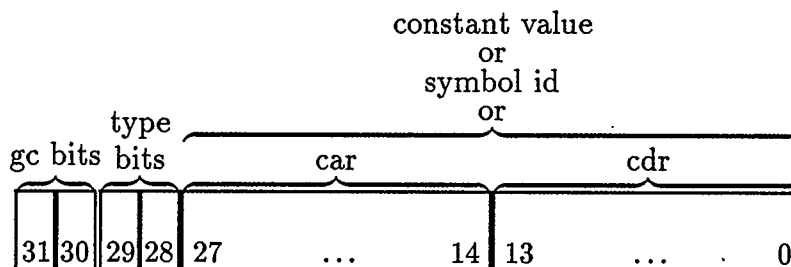 constant value
or
symbol id
or
type
gc bits bits
car cdr
31 30 29 28 27 ... 14 13 ... 0